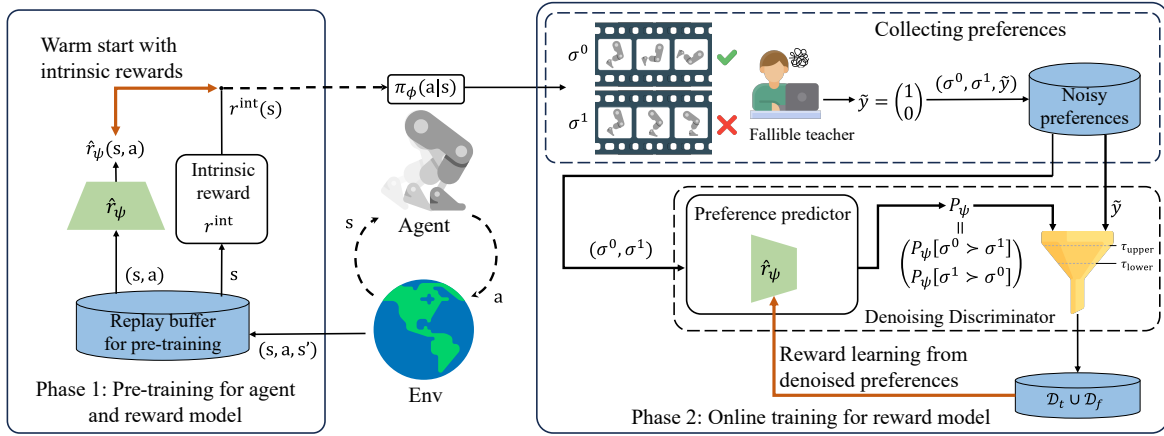 Warm start with
intrinsic rewards
r^int(s)
r̂_ψ(s, a)
r̂_ψ
Intrinsic
reward
r^int
(s, a)
s
Replay buffer
for pre-training
(s, a, s′)
Phase 1: Pre-training for agent
and reward model
π_ϕ(a|s)
Agent
s
a
Env
Collecting preferences
σ^0
σ^1
Fallible teacher
ỹ = (1 0)
(σ^0, σ^1, ỹ)
Noisy
preferences
(σ^0, σ^1)
Preference predictor
r̂_ψ
P_ψ
=
(P_ψ[σ^0 ≻ σ^1]
P_ψ[σ^1 ≻ σ^0])
ỹ
τ_upper
τ_lower
Denoising Discriminator
Reward learning from
denoised preferences
𝒟_t ∪ 𝒟_f
Phase 2: Online training for reward model